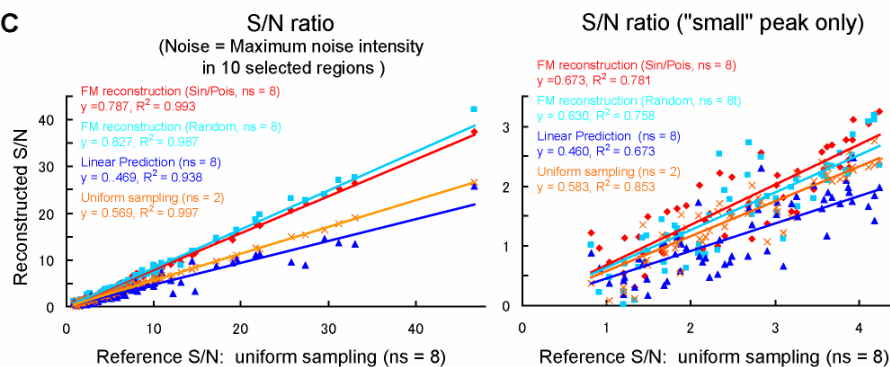 C
S/N ratio
(Noise = Maximum noise intensity
in 10 selected regions )
FM reconstruction (Sin/Pois, ns = 8)
y =0.787, R² = 0.993
FM reconstruction (Random, ns = 8)
y = 0.827, R² = 0.987
Linear Prediction (ns = 8)
y = 0..469, R² = 0.938
Uniform sampling (ns = 2)
y = 0.569, R² = 0.997
Reconstructed S/N
40
30
20
10
0
0
10
20
30
40
Reference S/N: uniform sampling (ns = 8)
S/N ratio ("small" peak only)
FM reconstruction (Sin/Pois, ns = 8)
y =0.673, R² = 0.781
FM reconstruction (Random, ns = 8t)
y = 0.630, R² = 0.758
Linear Prediction (ns = 8)
y = 0.460, R² = 0.673
Uniform sampling (ns = 2)
y = 0.583, R² = 0.853
3
2
1
0
0
1
2
3
4
Reference S/N: uniform sampling (ns = 8)